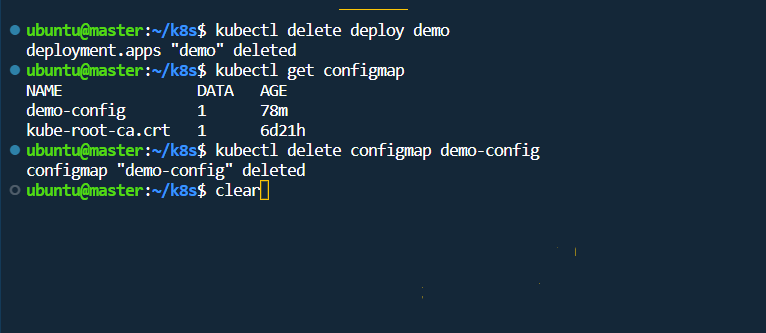 ubuntu@master:~/k8s$ kubectl delete deploy demo
deployment.apps "demo" deleted
ubuntu@master:~/k8s$ kubectl get configmap
NAME               DATA   AGE
demo-config        1      78m
kube-root-ca.crt   1      6d21h
ubuntu@master:~/k8s$ kubectl delete configmap demo-config
configmap "demo-config" deleted
ubuntu@master:~/k8s$ clear